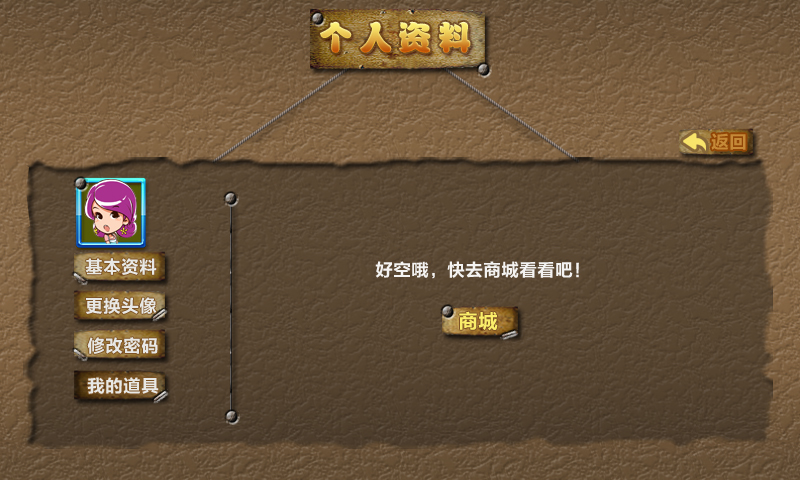 个人资料
返回
基本资料
更换头像
修改密码
我的道具
好空哦，快去商城看看吧！
商城